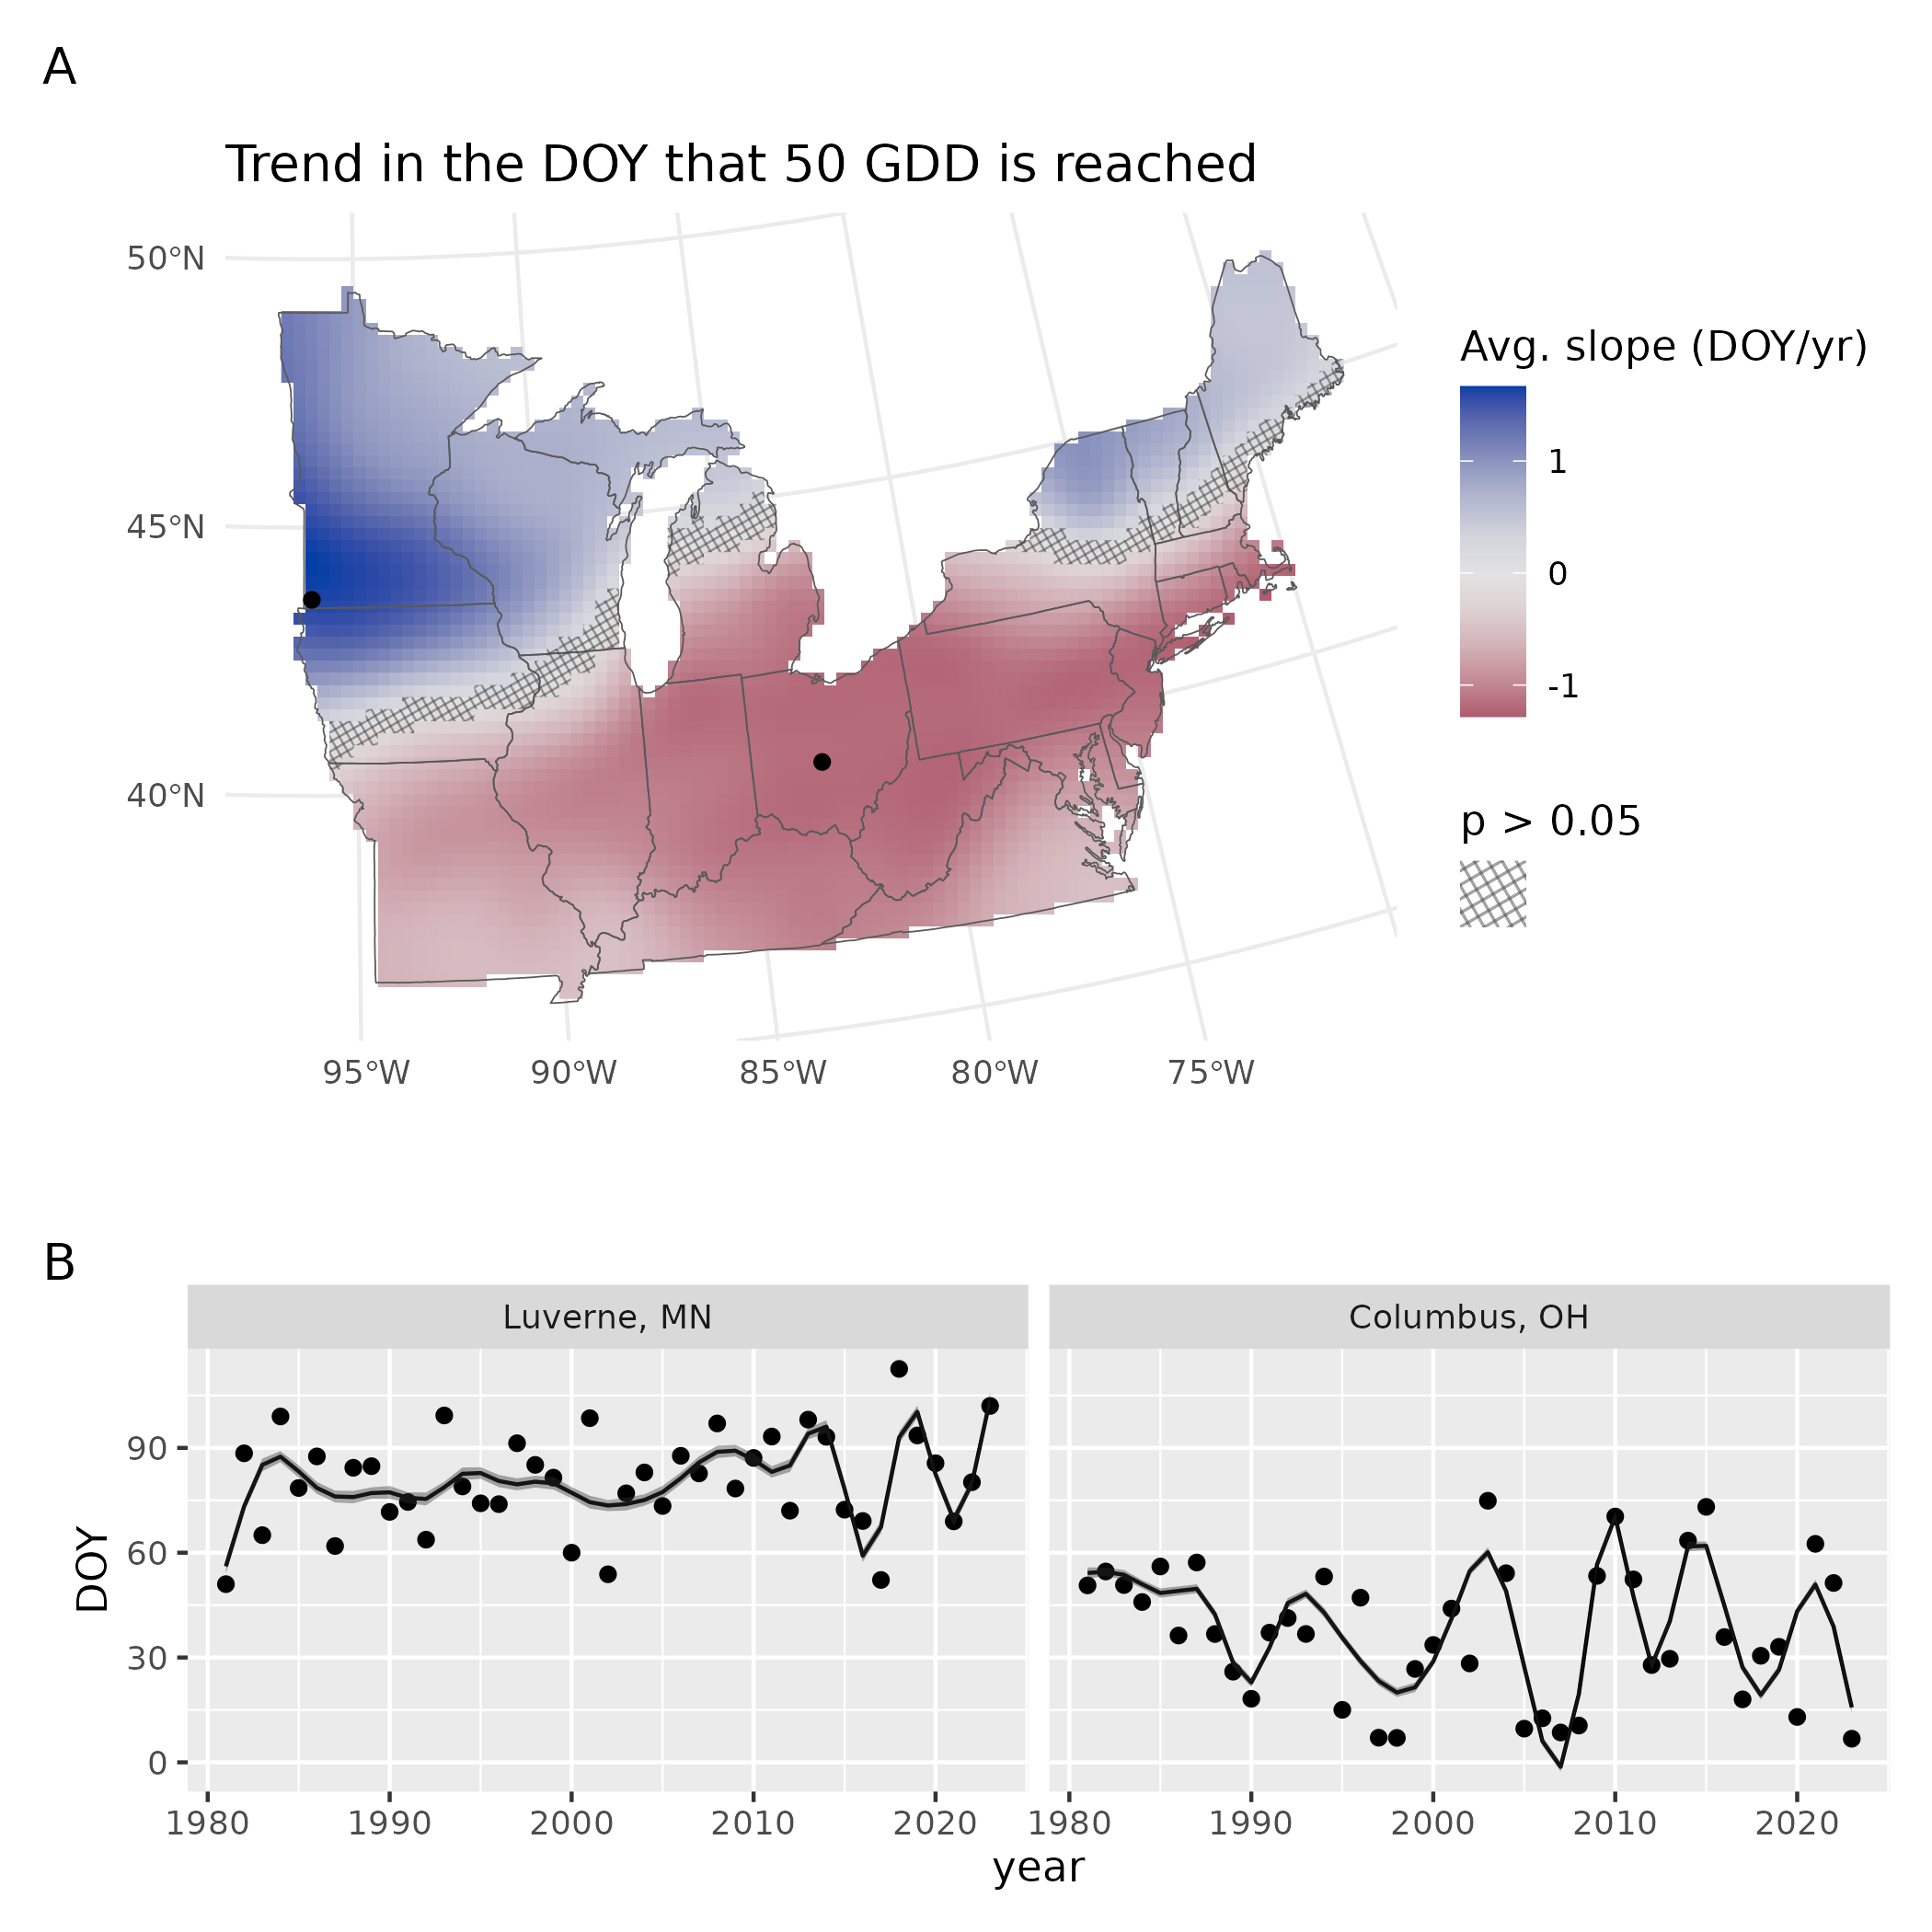 A
Trend in the DOY that 50 GDD is reached
50°N
45°N
40°N
95°W 90°W 85°W 80°W 75°W
Avg. slope (DOY/yr)
1
0
-1
p > 0.05
B
Luverne, MN Columbus, OH
DOY
90
60
30
0
1980 1990 2000 2010 2020 1980 1990 2000 2010 2020
year